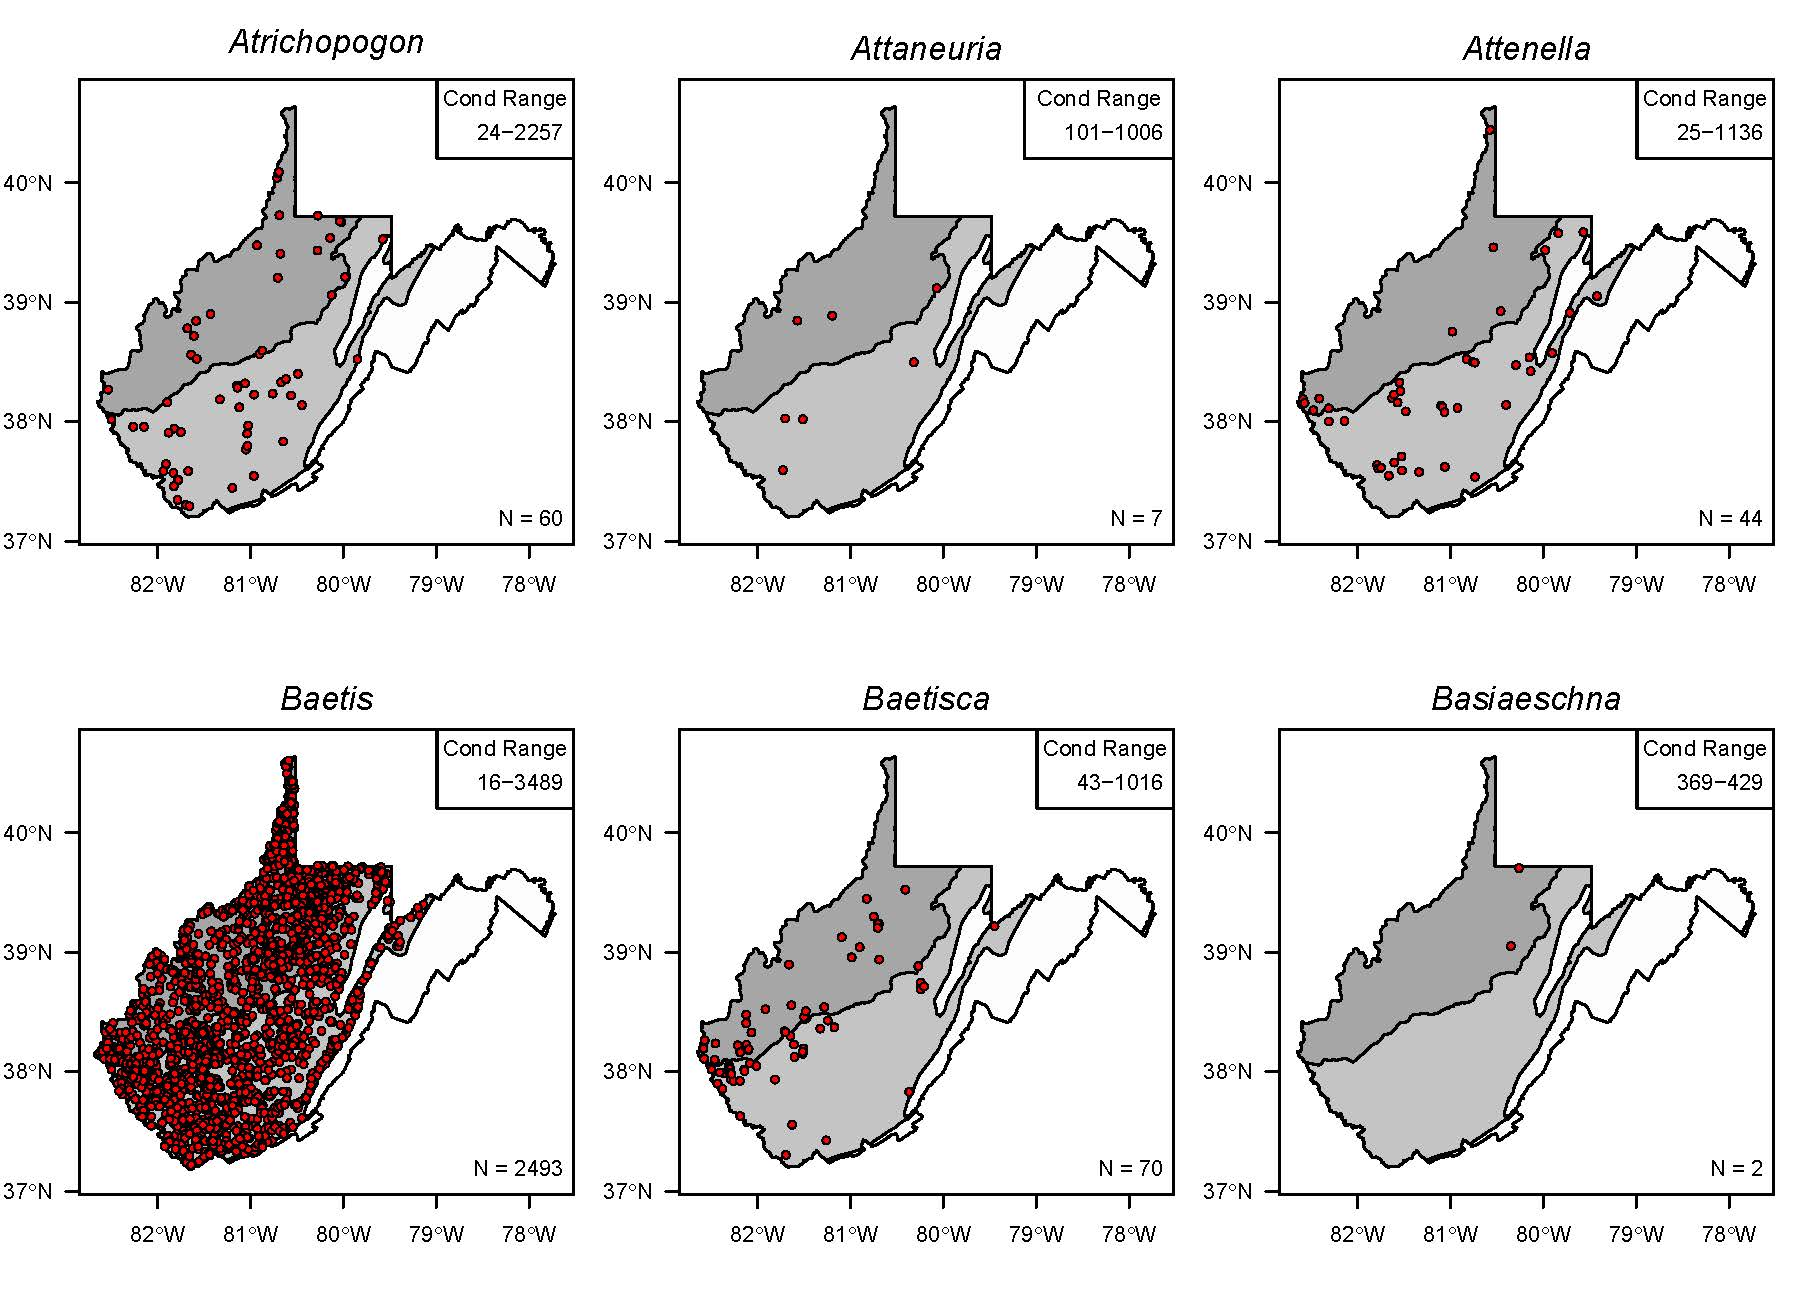 Atrichopogon
Attaneuria
Attenella
Cond Range
24−2257
Cond Range
101−1006
Cond Range
25−1136
40°N
39°N
38°N
37°N
40°N
39°N
38°N
37°N
40°N
39°N
38°N
37°N
N = 60
N = 7
N = 44
82°W 81°W 80°W 79°W 78°W
82°W 81°W 80°W 79°W 78°W
82°W 81°W 80°W 79°W 78°W
Baetis
Baetisca
Basiaeschna
Cond Range
16−3489
Cond Range
43−1016
Cond Range
369−429
40°N
39°N
38°N
37°N
40°N
39°N
38°N
37°N
40°N
39°N
38°N
37°N
N = 2493
N = 70
N = 2
82°W 81°W 80°W 79°W 78°W
82°W 81°W 80°W 79°W 78°W
82°W 81°W 80°W 79°W 78°W